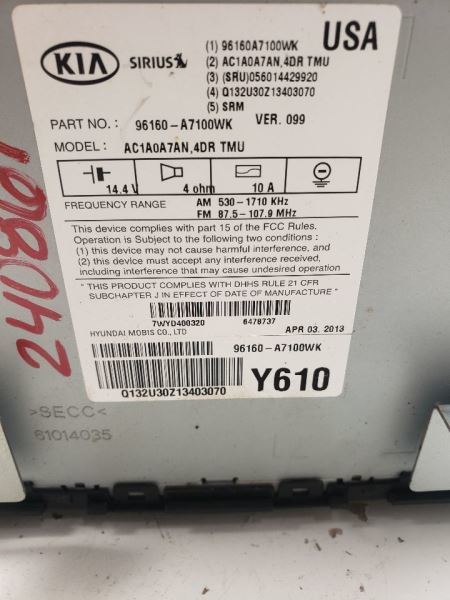 KIA SIRIUS XM (1) 96160A7100WK USA
(2) AC1A0A7AN,4DR TMU
(3) (SRU)056014429920
(4) Q132U30Z13403070
(5) SRM
PART NO. : 96160-A7100WK VER. 099
MODEL : AC1A0A7AN,4DR TMU
14.4 V 4 ohm 10 A
FREQUENCY RANGE AM 530-1710 KHz
FM 87.5-107.9 MHz
This device complies with part 15 of the FCC Rules.
Operation is Subject to the following two conditions :
(1) this device may not cause harmful interference, and
(2) this device must accept any interference received,
including interference that may cause undesired operation
" THIS PRODUCT COMPLIES WITH DHHS RULE 21 CFR
SUBCHAPTER J IN EFFECT OF DATE OF MANUFACTURE "
7WYD400320 6478737
HYUNDAI MOBIS CO., LTD APR 03. 2013
96160-A7100WK
Q132U30Z13403070 Y610
>SECC<
61014035
240861